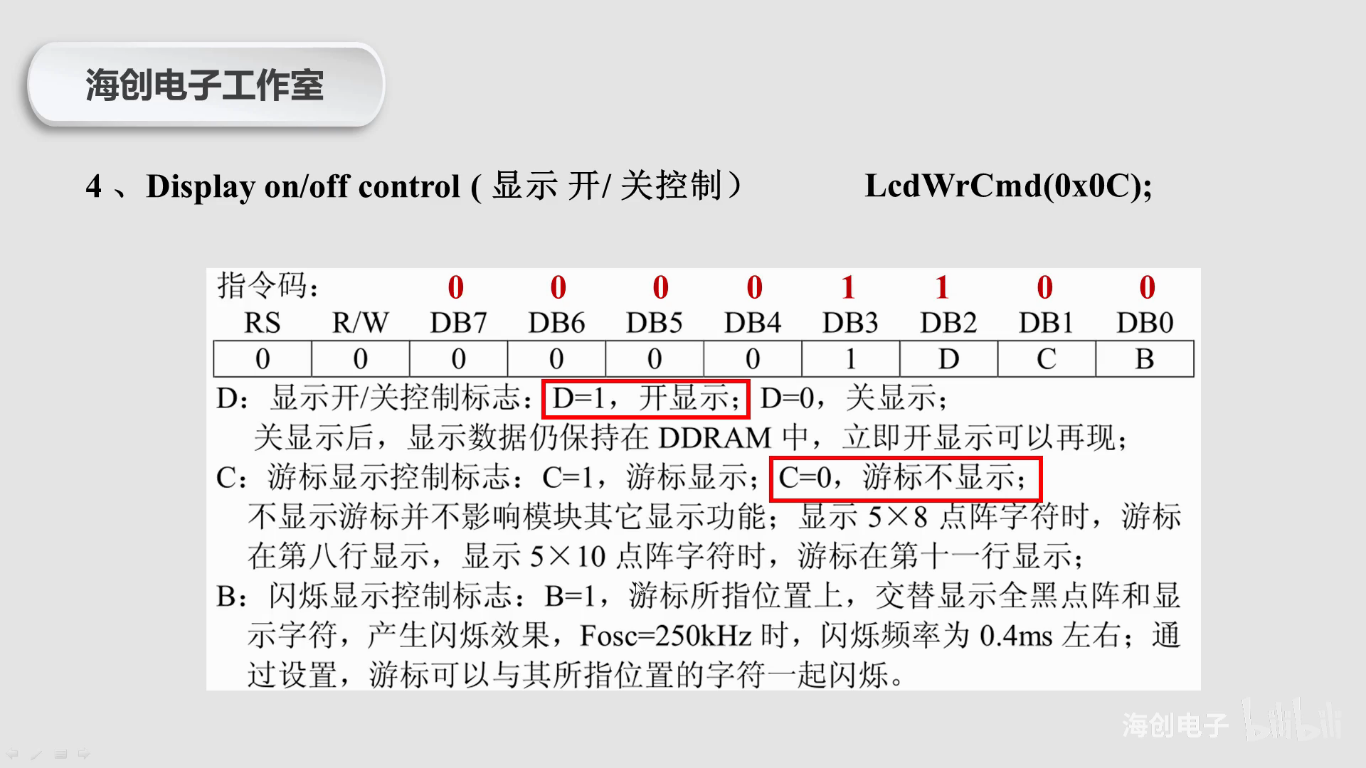 海创电子工作室
4 、Display on/off control ( 显示 开/ 关控制） LcdWrCmd(0x0C);
指令码： 0 0 0 0 1 1 0 0
RS R/W DB7 DB6 DB5 DB4 DB3 DB2 DB1 DB0
0 0 0 0 0 0 1 D C B
D：显示开/关控制标志：D=1，开显示；D=0，关显示；
关显示后，显示数据仍保持在 DDRAM 中，立即开显示可以再现；
C：游标显示控制标志：C=1，游标显示；C=0，游标不显示；
不显示游标并不影响模块其它显示功能；显示 5×8 点阵字符时，游标
在第八行显示，显示 5×10 点阵字符时，游标在第十一行显示；
B：闪烁显示控制标志：B=1，游标所指位置上，交替显示全黑点阵和显
示字符，产生闪烁效果，Fosc=250kHz 时，闪烁频率为 0.4ms 左右；通
过设置，游标可以与其所指位置的字符一起闪烁。
海创电子 bilibili